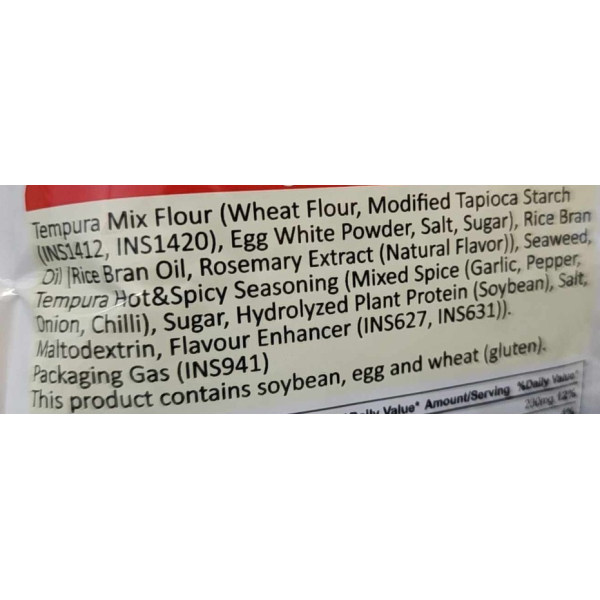 Tempura Mix Flour (Wheat Flour, Modified Tapioca Starch
(INS1412, INS1420), Egg White Powder, Salt, Sugar), Rice Bran
Oil |Rice Bran Oil, Rosemary Extract (Natural Flavor)), Seaweed,
Tempura Hot&Spicy Seasoning (Mixed Spice (Garlic, Pepper,
Onion, Chilli), Sugar, Hydrolyzed Plant Protein (Soybean), Salt,
Maltodextrin, Flavour Enhancer (INS627, INS631)).
Packaging Gas (INS941)
This product contains soybean, egg and wheat (gluten).
Value* Amount/Serving %Daily Value*
12%